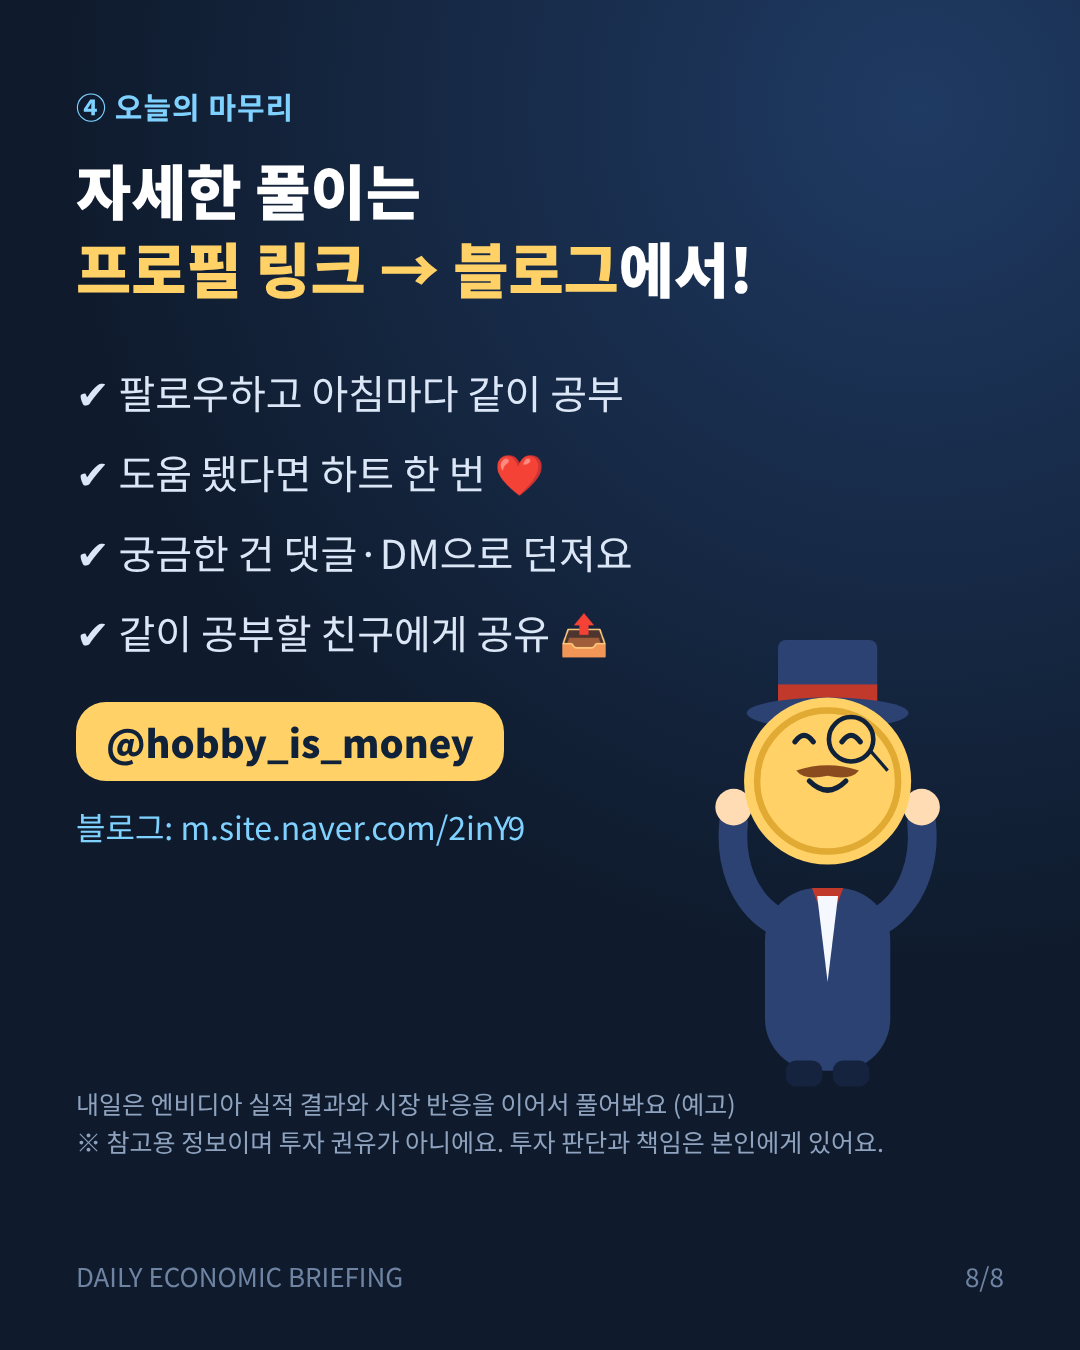 ④ 오늘의 마무리
자세한 풀이는
프로필 링크 → 블로그에서!
✔ 팔로우하고 아침마다 같이 공부
✔ 도움 됐다면 하트 한 번 ❤️
✔ 궁금한 건 댓글·DM으로 던져요
✔ 같이 공부할 친구에게 공유 📤
@hobby_is_money
블로그: m.site.naver.com/2inY9
내일은 엔비디아 실적 결과와 시장 반응을 이어서 풀어봐요 (예고)
※ 참고용 정보이며 투자 권유가 아니에요. 투자 판단과 책임은 본인에게 있어요.
DAILY ECONOMIC BRIEFING
8/8